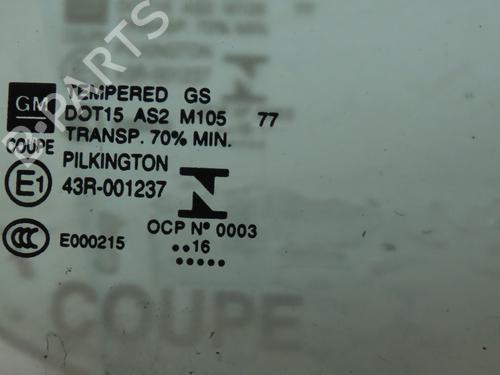 GM TEMPERED GS
DOT15 AS2 M105 77
COUPE TRANSP. 70% MIN.
PILKINGTON
E1 43R-001237
CCC E000215 OCP Nº 0003
••16
•••••
COUPE
B-PARTS